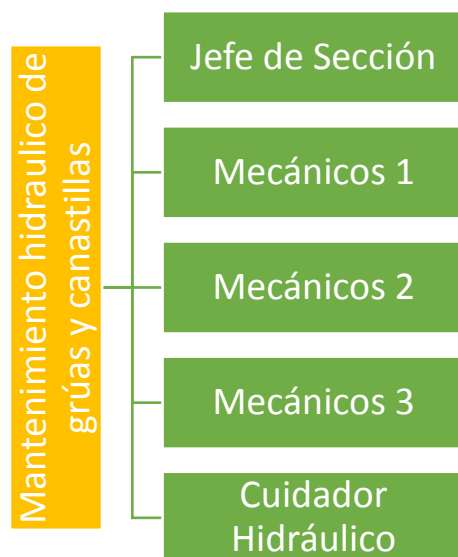 Mantenimiento hidraulico de
grúas y canastillas
Jefe de Sección
Mecánicos 1
Mecánicos 2
Mecánicos 3
Cuidador
Hidráulico